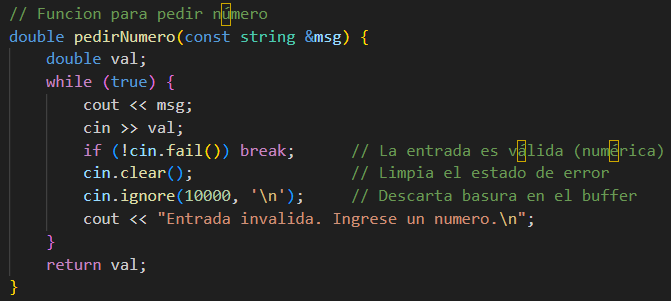 // Funcion para pedir número
double pedirNumero(const string &msg) {
    double val;
    while (true) {
        cout << msg;
        cin >> val;
        if (!cin.fail()) break;      // La entrada es válida (numérica)
        cin.clear();                 // Limpia el estado de error
        cin.ignore(10000, '\n');     // Descarta basura en el buffer
        cout << "Entrada invalida. Ingrese un numero.\n";
    }
    return val;
}